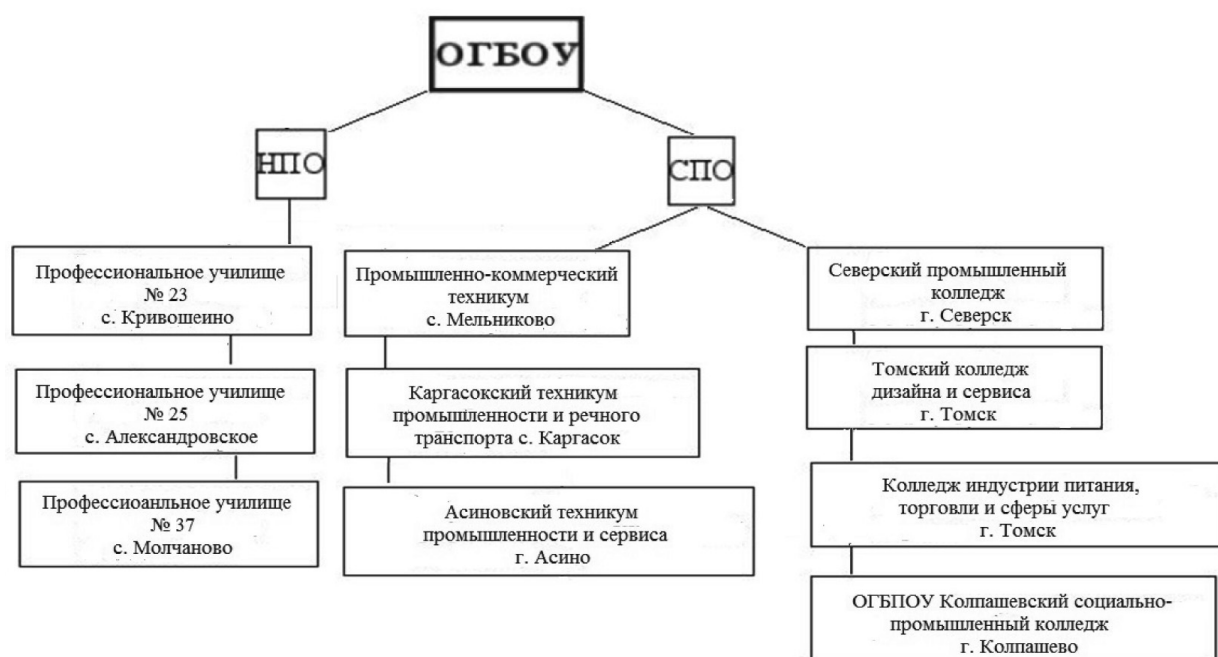 ОГБОУ
НПО
СПО
Профессиональное училище
№ 23
с. Кривошеино
Профессиональное училище
№ 25
с. Александровское
Профессиоанльное училище
№ 37
с. Молчаново
Промышленно-коммерческий
техникум
с. Мельниково
Каргасокский техникум
промышленности и речного
транспорта с. Каргасок
Асиновский техникум
промышленности и сервиса
г. Асино
Северский промышленный
колледж
г. Северск
Томский колледж
дизайна и сервиса
г. Томск
Колледж индустрии питания,
торговли и сферы услуг
г. Томск
ОГБПОУ Колпашевский социально-
промышленный колледж
г. Колпашево